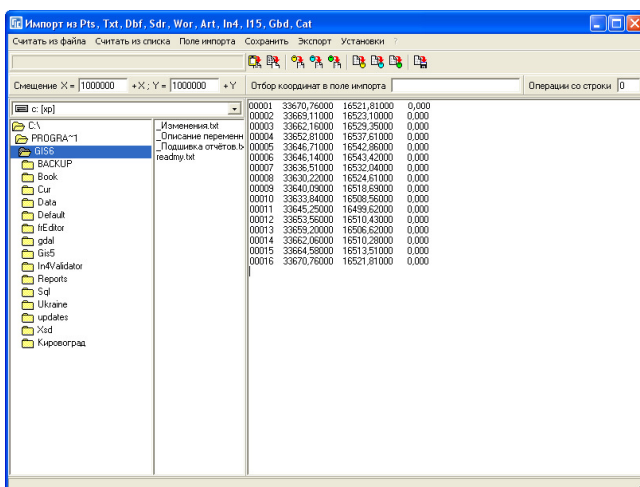 Импорт из Pts, Txt, Dbf, Sdr, Wor, Art, In4, I15, Gbd, Cat
Считать из файла Считать из списка Поле импорта Сохранить Экспорт Установки ?
Смещение X = 1000000 +X ; Y = 1000000 +Y Отбор координат в поле импорта Операции со строки 0
c: [xp]
C:\
PROGRA~1
GIS6
BACKUP
Book
Cur
Data
Default
frEditor
gdal
Gis5
In4Validator
Reports
Sql
Ukraine
updates
Xsd
Кировоград
_Изменения.txt
_Описание перемен
_Подшивка отчётов.tx
readmy.txt
00001 33670,76000 16521,81000 0,000
00002 33669,11000 16523,10000 0,000
00003 33662,16000 16529,35000 0,000
00004 33652,81000 16537,61000 0,000
00005 33646,71000 16542,86000 0,000
00006 33646,14000 16543,42000 0,000
00007 33636,51000 16532,04000 0,000
00008 33630,22000 16524,61000 0,000
00009 33640,09000 16518,69000 0,000
00010 33633,84000 16508,56000 0,000
00011 33645,25000 16499,62000 0,000
00012 33653,56000 16510,43000 0,000
00013 33659,20000 16506,62000 0,000
00014 33662,06000 16510,28000 0,000
00015 33664,58000 16513,51000 0,000
00016 33670,76000 16521,81000 0,000